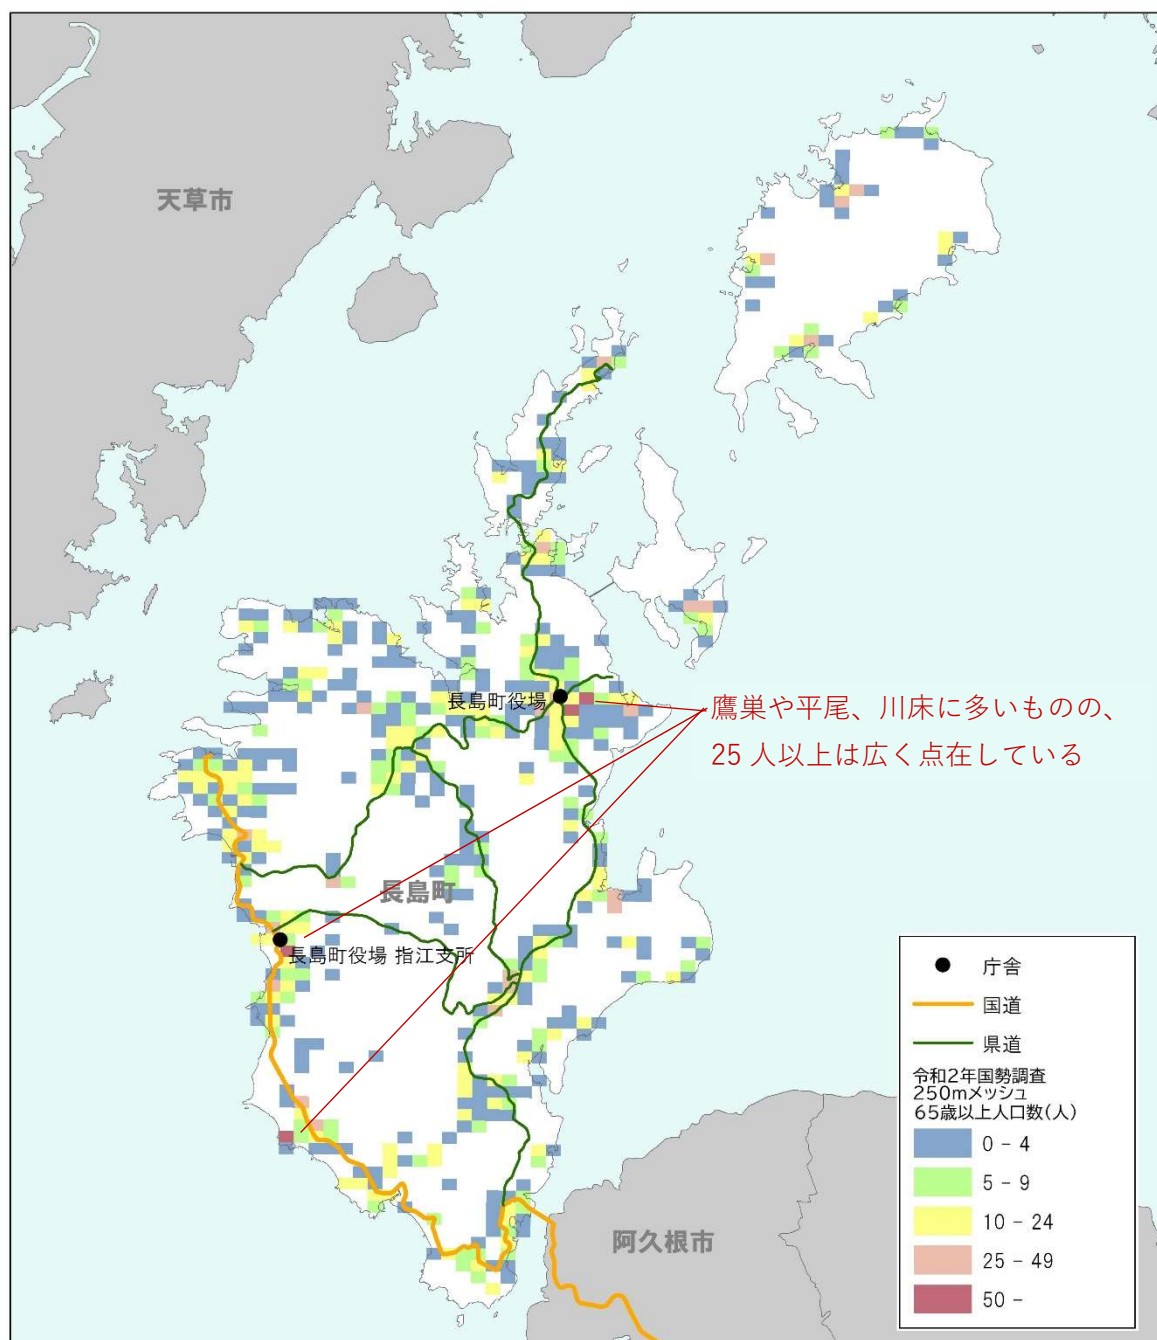 天草市
長島町役場
鷹巣や平尾、川床に多いものの、
25 人以上は広く点在している
長島町
長島町役場 指江支所
阿久根市
庁舎
国道
県道
令和2年国勢調査
250mメッシュ
65歳以上人口数(人)
0 - 4
5 - 9
10 - 24
25 - 49
50 -